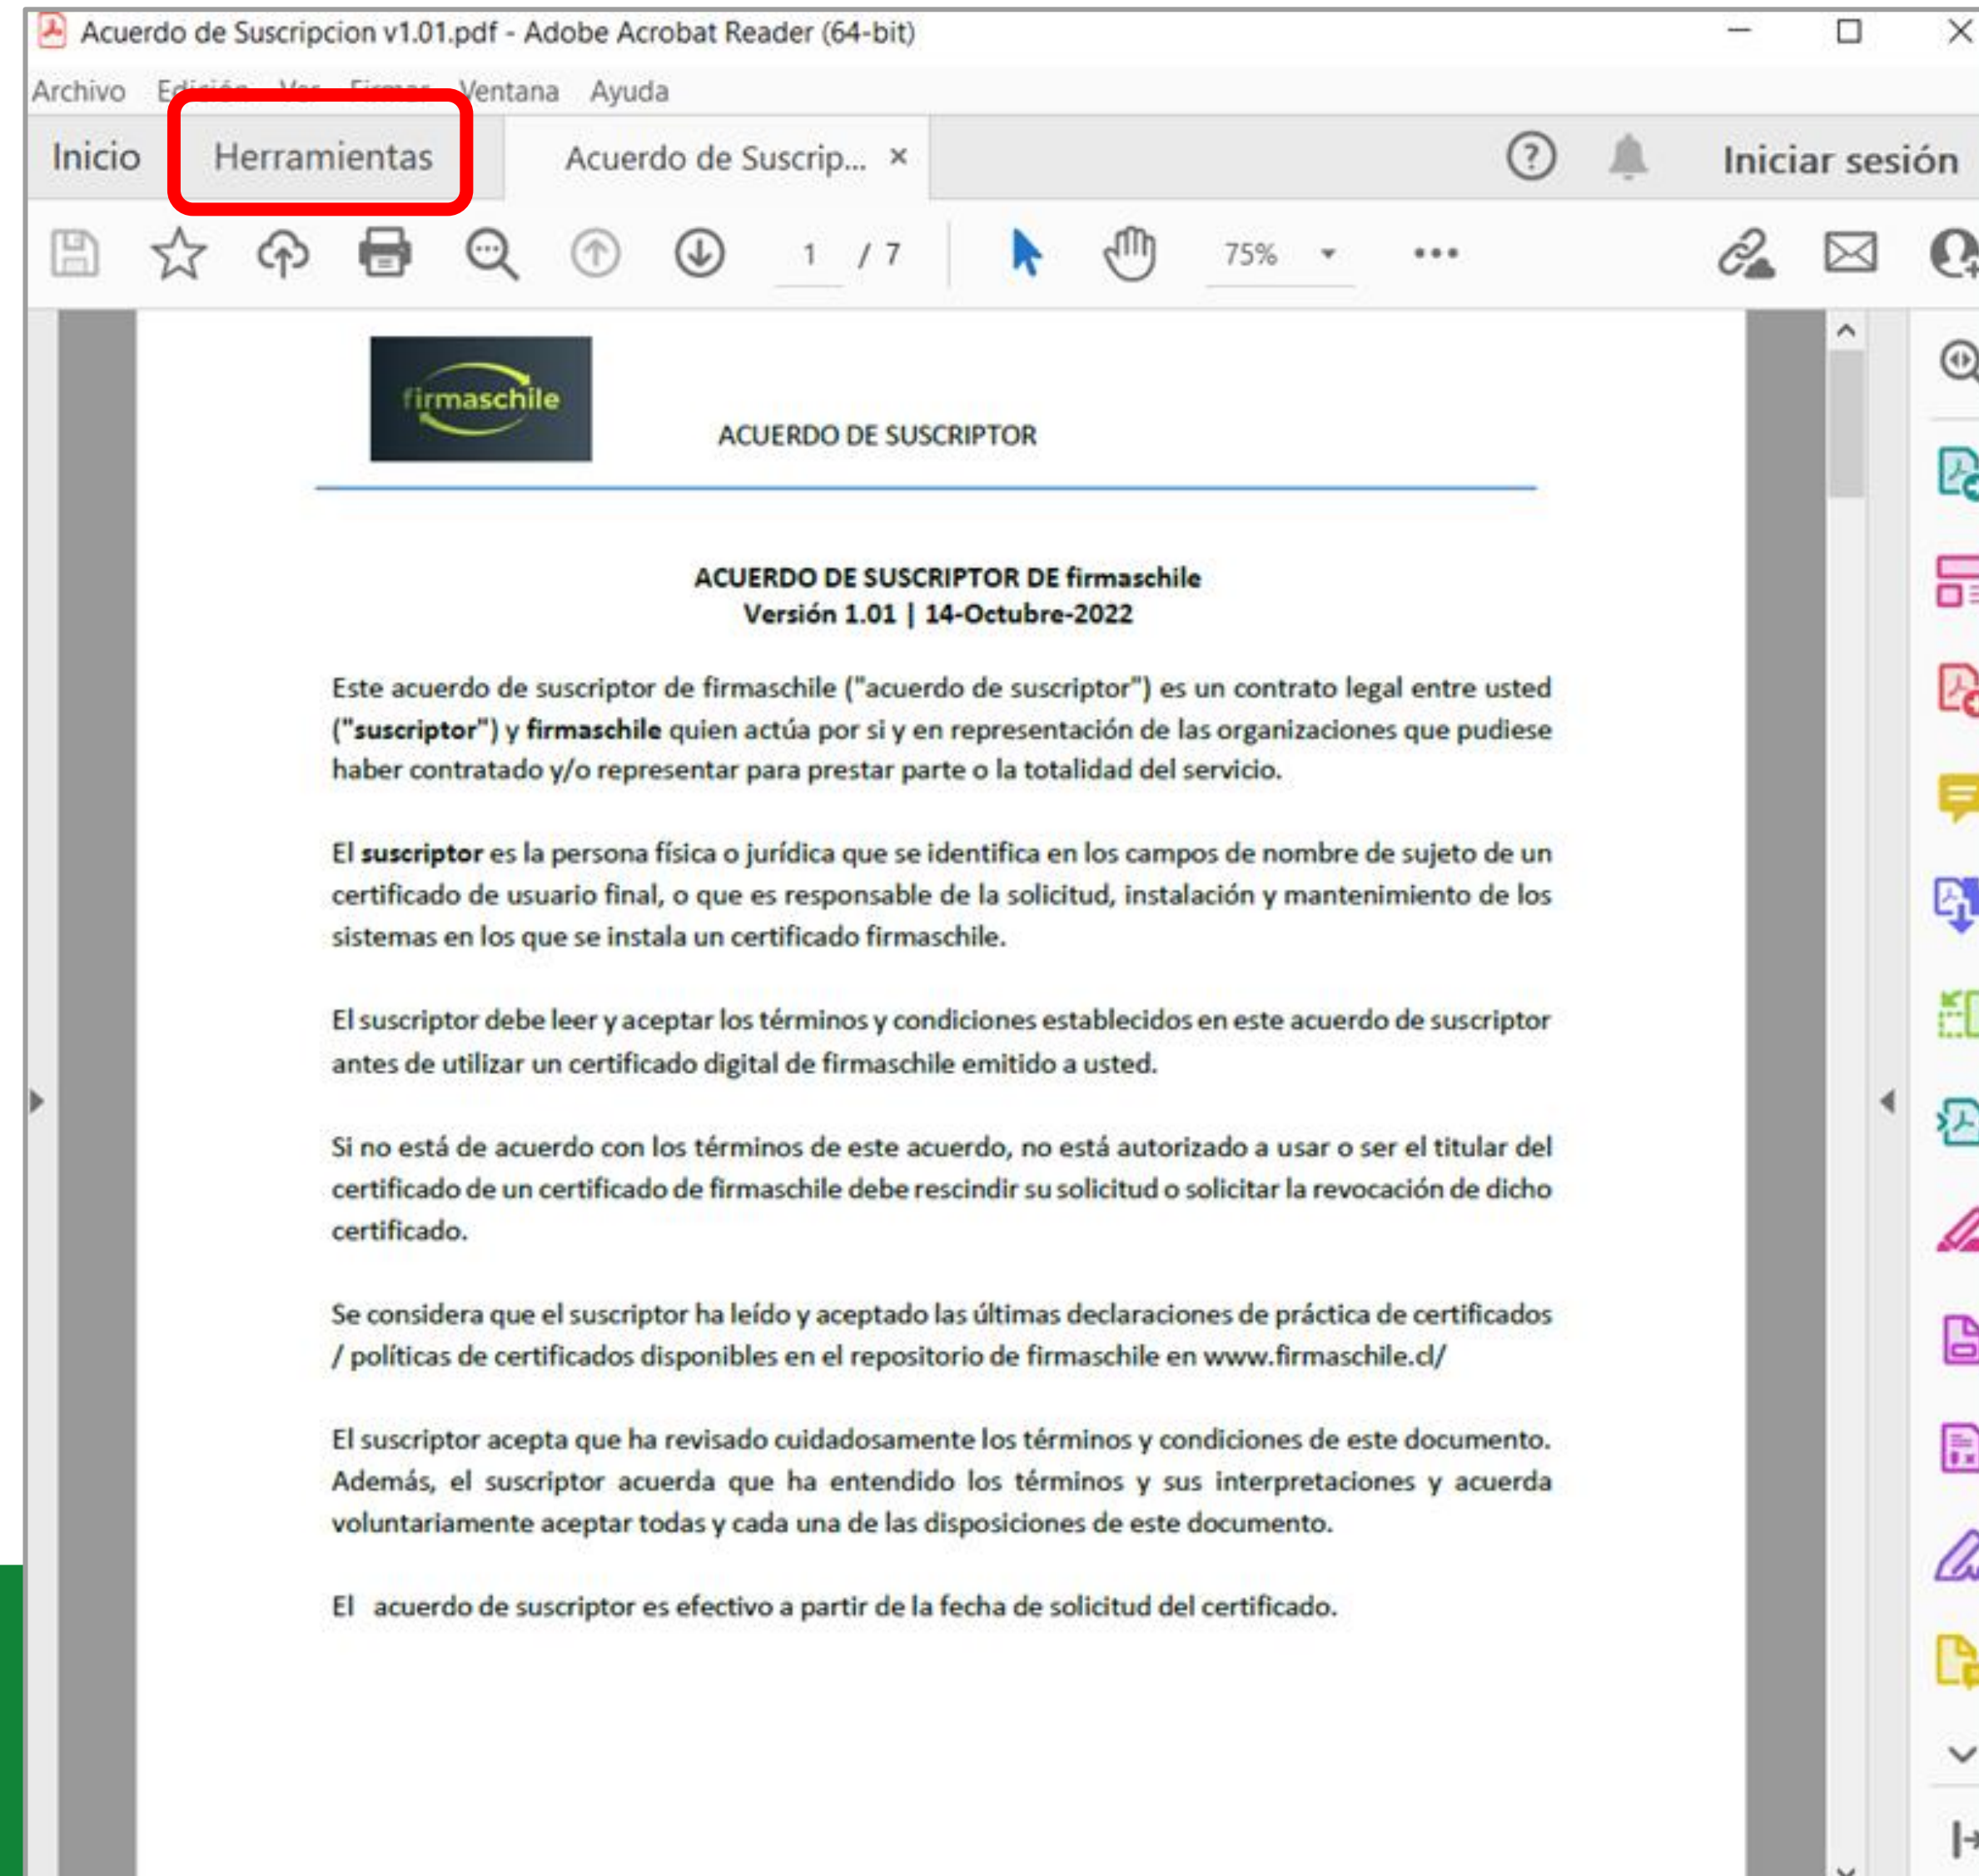 Acuerdo de Suscripcion v1.01.pdf - Adobe Acrobat Reader (64-bit)
Archivo Edición Ver Firmar Ventana Ayuda
Inicio Herramientas Acuerdo de Suscrip... × Iniciar sesión
1 / 7 75%
firmaschile
ACUERDO DE SUSCRIPTOR
ACUERDO DE SUSCRIPTOR DE firmaschile
Versión 1.01 | 14-Octubre-2022
Este acuerdo de suscriptor de firmaschile ("acuerdo de suscriptor") es un contrato legal entre usted
("suscriptor") y firmaschile quien actúa por si y en representación de las organizaciones que pudiese
haber contratado y/o representar para prestar parte o la totalidad del servicio.
El suscriptor es la persona física o jurídica que se identifica en los campos de nombre de sujeto de un
certificado de usuario final, o que es responsable de la solicitud, instalación y mantenimiento de los
sistemas en los que se instala un certificado firmaschile.
El suscriptor debe leer y aceptar los términos y condiciones establecidos en este acuerdo de suscriptor
antes de utilizar un certificado digital de firmaschile emitido a usted.
Si no está de acuerdo con los términos de este acuerdo, no está autorizado a usar o ser el titular del
certificado de un certificado de firmaschile debe rescindir su solicitud o solicitar la revocación de dicho
certificado.
Se considera que el suscriptor ha leído y aceptado las últimas declaraciones de práctica de certificados
/ políticas de certificados disponibles en el repositorio de firmaschile en www.firmaschile.cl/
El suscriptor acepta que ha revisado cuidadosamente los términos y condiciones de este documento.
Además, el suscriptor acuerda que ha entendido los términos y sus interpretaciones y acuerda
voluntariamente aceptar todas y cada una de las disposiciones de este documento.
El acuerdo de suscriptor es efectivo a partir de la fecha de solicitud del certificado.